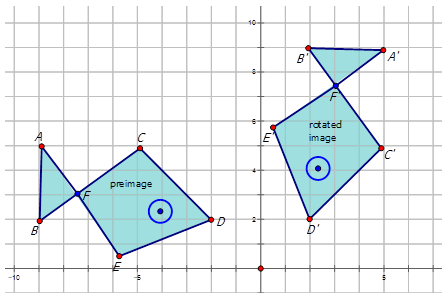 10
B' A'
8
F'
6
E' rotated
image
A C
C'
4
preimage
F
B D
2
D'
E
-10 -5 5